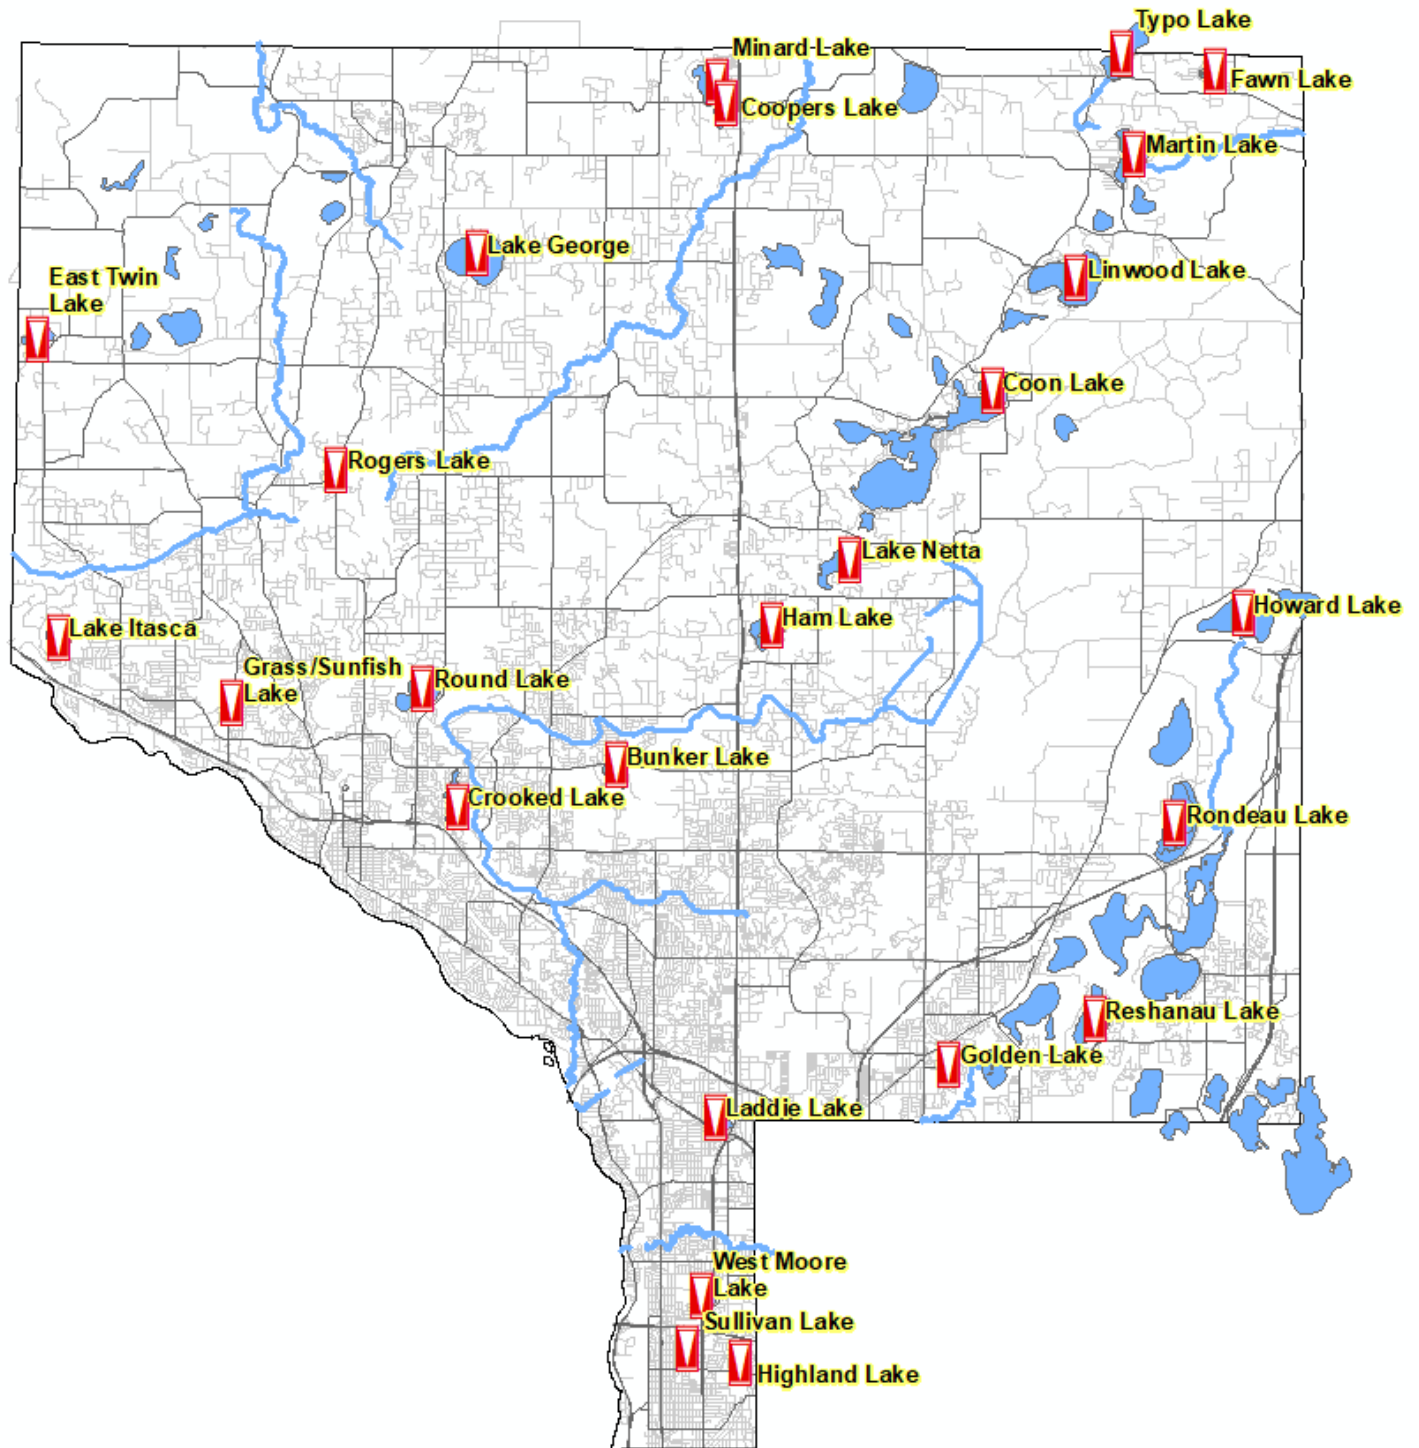 Typo Lake
Minard Lake
Fawn Lake
Coopers Lake
Martin Lake
Lake George
East Twin
Lake
Linwood Lake
Coon Lake
Rogers Lake
Lake Netta
Howard Lake
Ham Lake
Lake Itasca
Grass/Sunfish
Lake
Round Lake
Bunker Lake
Crooked Lake
Rondeau Lake
Reshanau Lake
Golden Lake
Laddie Lake
West Moore
Lake
Sullivan Lake
Highland Lake